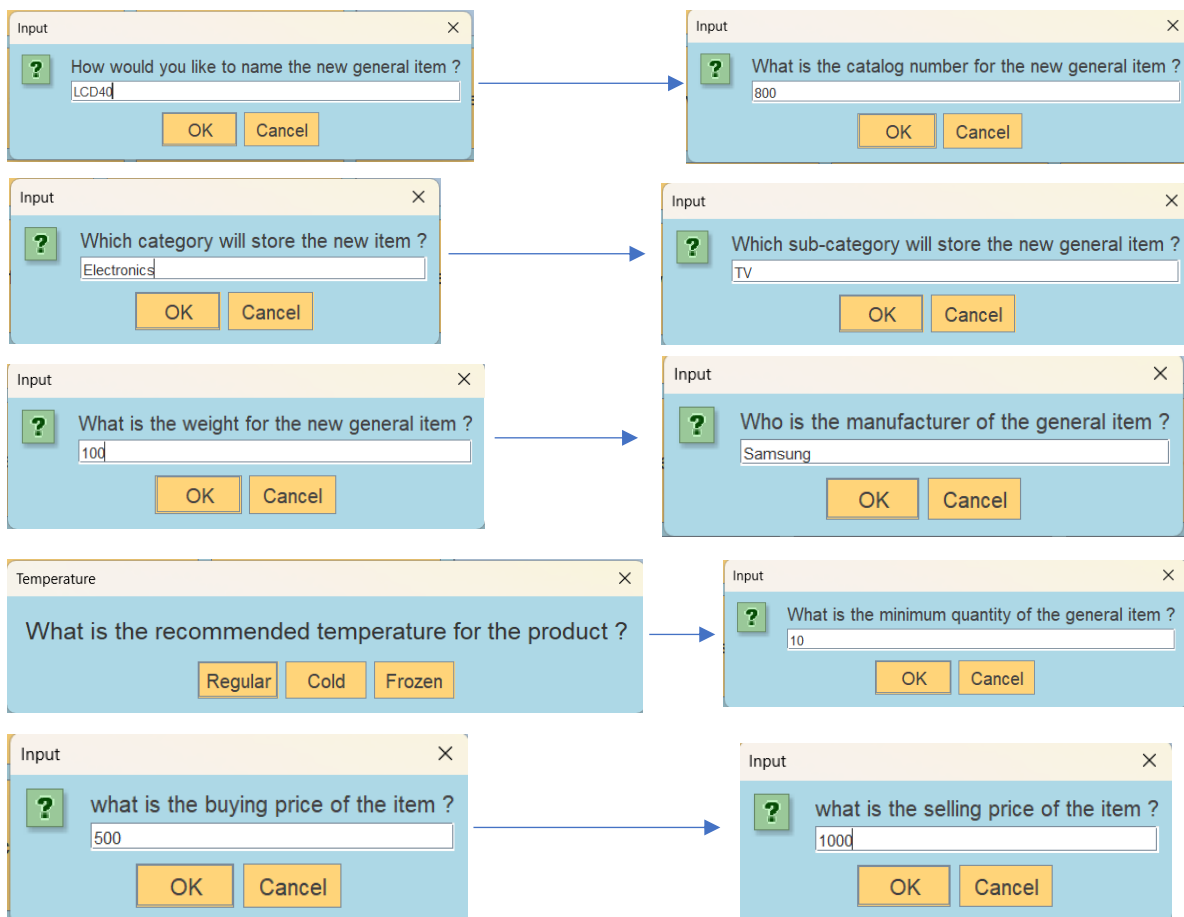 Input
How would you like to name the new general item ?
LCD40
OK Cancel
Input
What is the catalog number for the new general item ?
800
OK Cancel
Input
Which category will store the new item ?
Electronics
OK Cancel
Input
Which sub-category will store the new general item ?
TV
OK Cancel
Input
What is the weight for the new general item ?
100
OK Cancel
Input
Who is the manufacturer of the general item ?
Samsung
OK Cancel
Temperature
What is the recommended temperature for the product ?
Regular Cold Frozen
Input
What is the minimum quantity of the general item ?
10
OK Cancel
Input
what is the buying price of the item ?
500
OK Cancel
Input
what is the selling price of the item ?
1000
OK Cancel